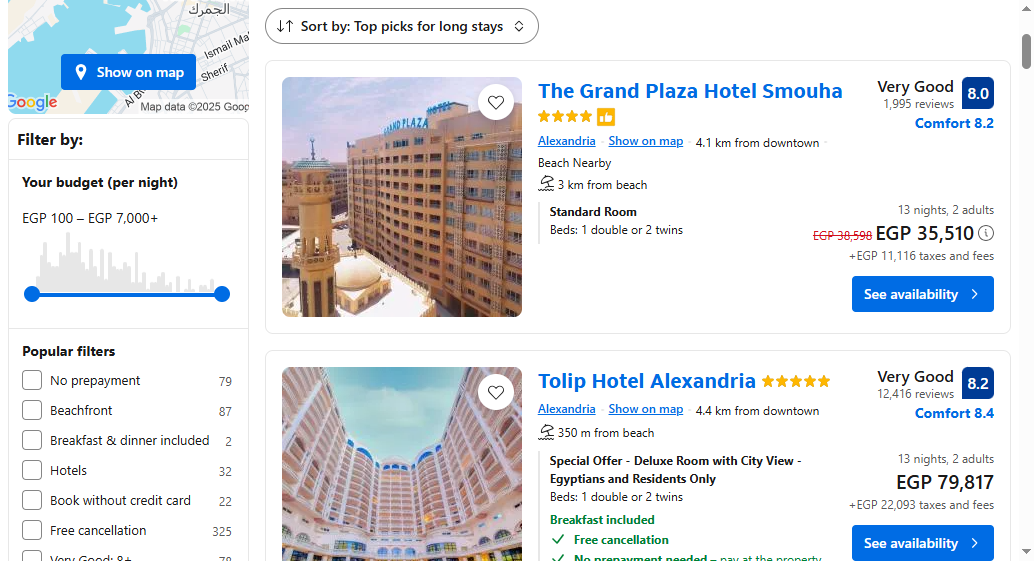 الجمرك
Ismail Ma
Sherif
Al B
Show on map
Google
Map data ©2025 Goog
Filter by:
Your budget (per night)
EGP 100 – EGP 7,000+
Popular filters
No prepayment 79
Beachfront 87
Breakfast & dinner included 2
Hotels 32
Book without credit card 22
Free cancellation 325
Very Good: 8+ 78
Sort by: Top picks for long stays
GRAND PLAZA HOTEL
The Grand Plaza Hotel Smouha
Very Good 8.0
1,995 reviews
Comfort 8.2
Alexandria Show on map 4.1 km from downtown
Beach Nearby
3 km from beach
Standard Room
Beds: 1 double or 2 twins
13 nights, 2 adults
EGP 38,598 EGP 35,510
+EGP 11,116 taxes and fees
See availability
Tolip Hotel Alexandria
Very Good 8.2
12,416 reviews
Comfort 8.4
Alexandria Show on map 4.4 km from downtown
350 m from beach
Special Offer - Deluxe Room with City View -
Egyptians and Residents Only
Beds: 1 double or 2 twins
Breakfast included
Free cancellation
No prepayment needed – pay at the property
13 nights, 2 adults
EGP 79,817
+EGP 22,093 taxes and fees
See availability